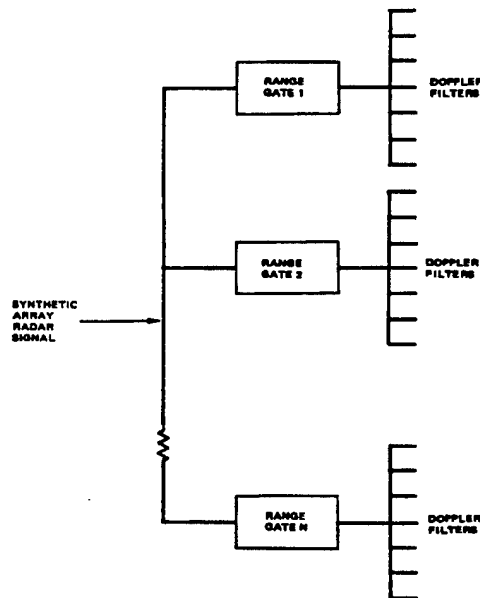 RANGE
GATE 1
DOPPLER
FILTERS
RANGE
GATE 2
DOPPLER
FILTERS
SYNTHETIC
ARRAY
RADAR
SIGNAL
RANGE
GATE N
DOPPLER
FILTERS